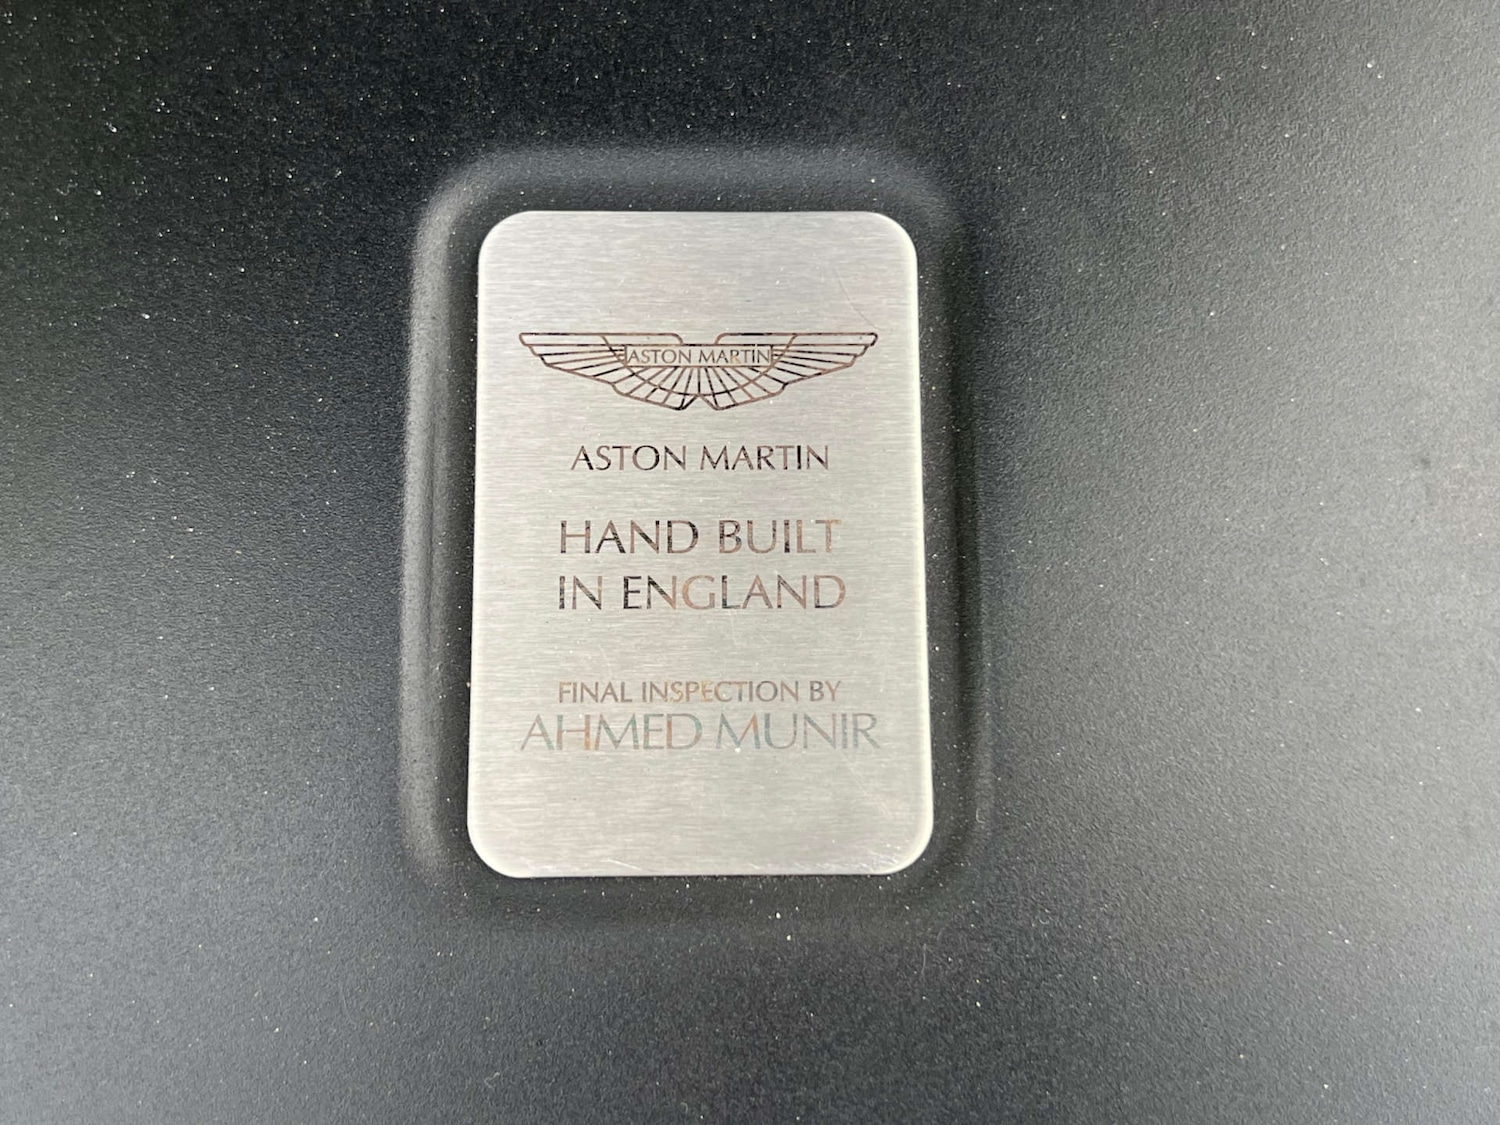 ASTON MARTIN
ASTON MARTIN
HAND BUILT
IN ENGLAND
FINAL INSPECTION BY
AHMED MUNIR